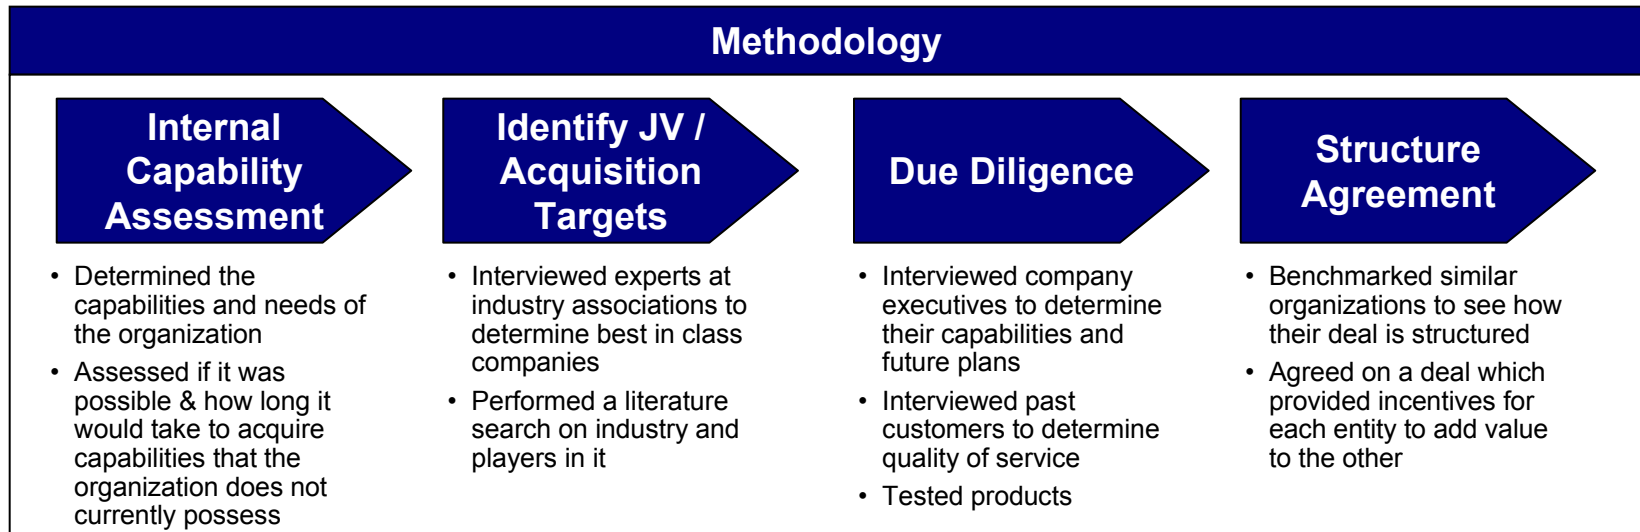 Methodology
Internal
Capability
Assessment
• Determined the
capabilities and needs of
the organization
• Assessed if it was
possible & how long it
would take to acquire
capabilities that the
organization does not
currently possess
Identify JV /
Acquisition
Targets
• Interviewed experts at
industry associations to
determine best in class
companies
• Performed a literature
search on industry and
players in it
Due Diligence
• Interviewed company
executives to determine
their capabilities and
future plans
• Interviewed past
customers to determine
quality of service
• Tested products
Structure
Agreement
• Benchmarked similar
organizations to see how
their deal is structured
• Agreed on a deal which
provided incentives for
each entity to add value
to the other